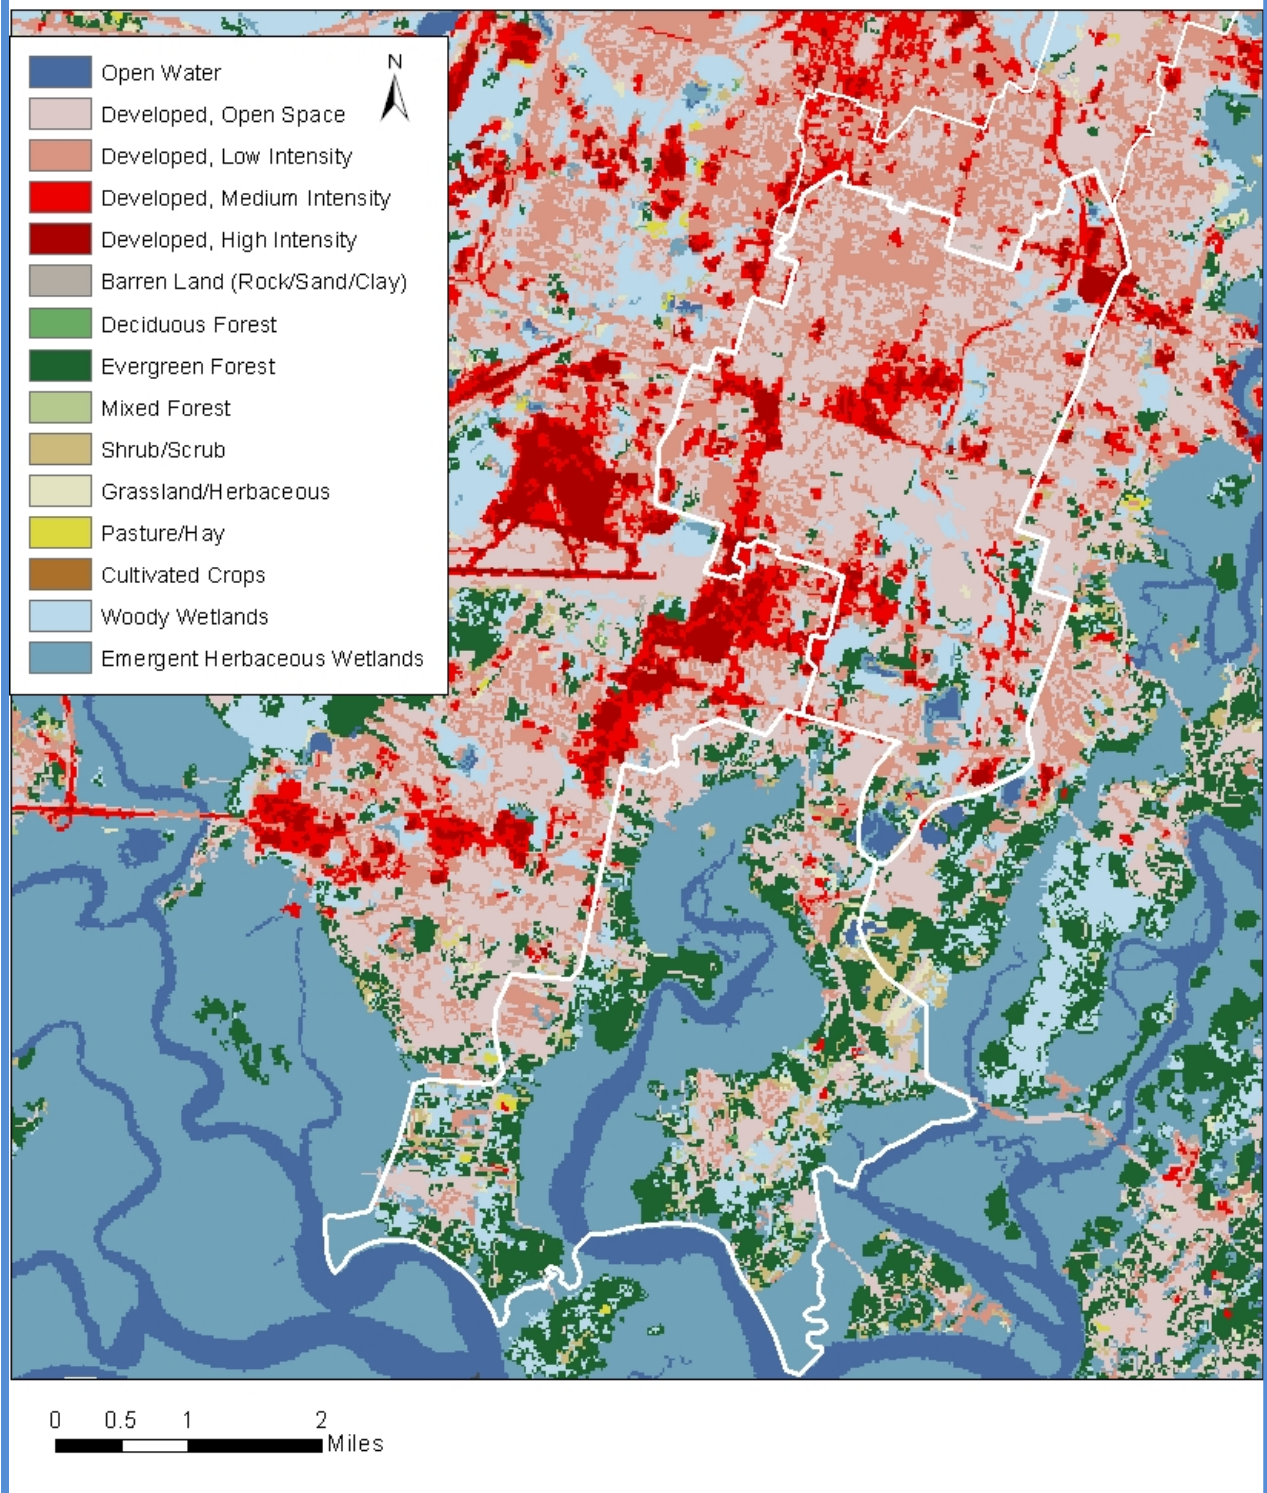 N
Open Water
Developed, Open Space
Developed, Low Intensity
Developed, Medium Intensity
Developed, High Intensity
Barren Land (Rock/Sand/Clay)
Deciduous Forest
Evergreen Forest
Mixed Forest
Shrub/Scrub
Grassland/Herbaceous
Pasture/Hay
Cultivated Crops
Woody Wetlands
Emergent Herbaceous Wetlands
0 0.5 1 2
Miles